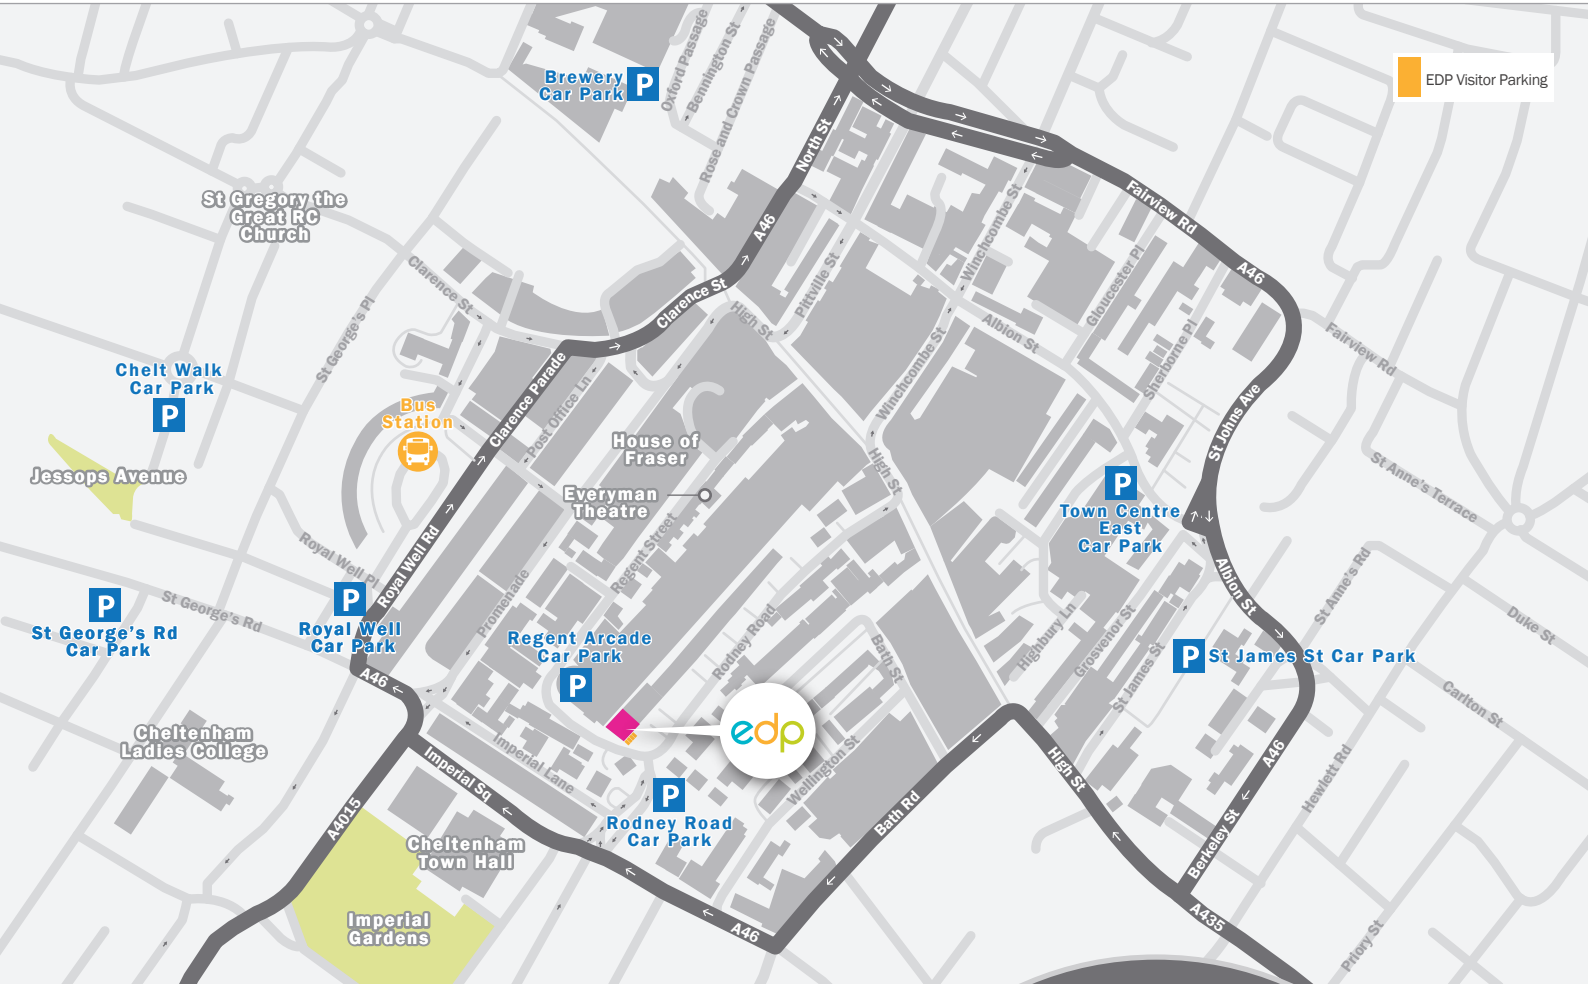 Brewery
Car Park
P
Oxford Passage
Bennington St
Rose and Crown Passage
North St
EDP Visitor Parking
St Gregory the
Great RC
Church
A46
Fairview Rd
A46
Winchcombe St
Gloucester Pl
Clarence St
Clarence St
High St
Pittville St
Albion St
Sherborne Pl
Fairview Rd
St George's Pl
Chelt Walk
Car Park
P
Bus
Station
Clarence Parade
Post Office Ln
Winchcombe St
St Johns Ave
House of
Fraser
Everyman
Theatre
Jessops Avenue
High St
P
Town Centre
East
Car Park
St Anne's Terrace
Royal Well Rd
Royal Well Pl
Regent Street
Promenade
P
St George's Rd
Car Park
St George's Rd
P
Royal Well
Car Park
Regent Arcade
Car Park
P
Rodney Road
Bath St
Highbury Ln
Grosvenor St
St James St
Albion St
St Anne's Rd
Duke St
P
St James St Car Park
Carlton St
A46
Cheltenham
Ladies College
edp
Imperial Lane
Imperial Sq
Wellington St
P
Rodney Road
Car Park
Bath Rd
High St
A46
Hewlett Rd
Berkeley St
A4015
Cheltenham
Town Hall
Imperial
Gardens
A46
A435
Priory St